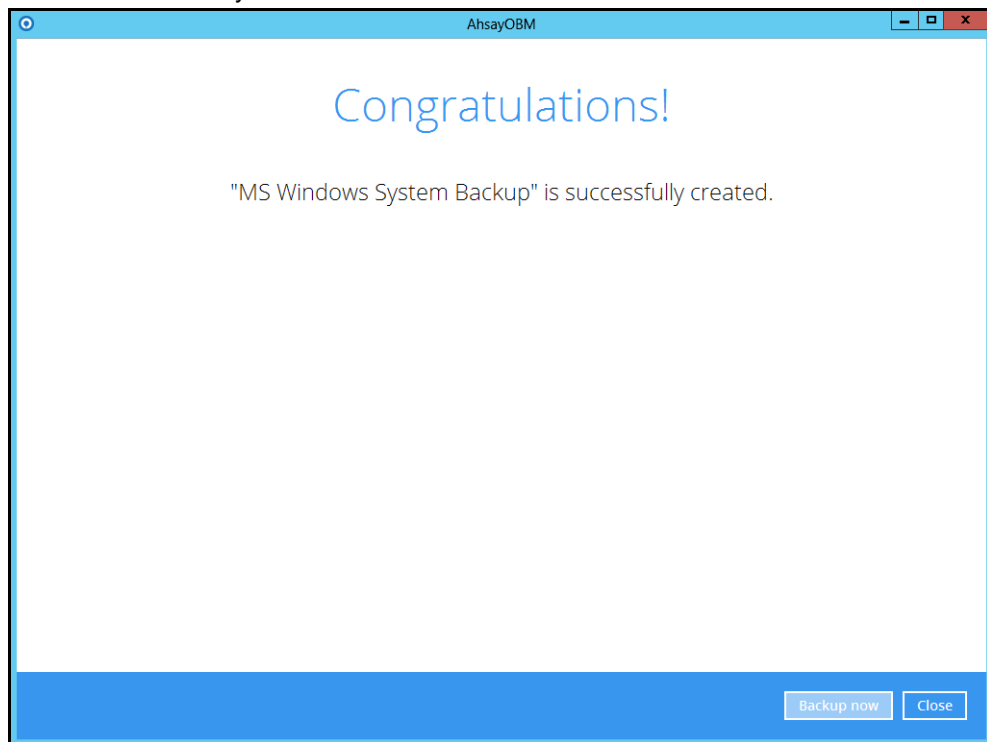 AhsayOBM
Congratulations!
"MS Windows System Backup" is successfully created.
Backup now Close